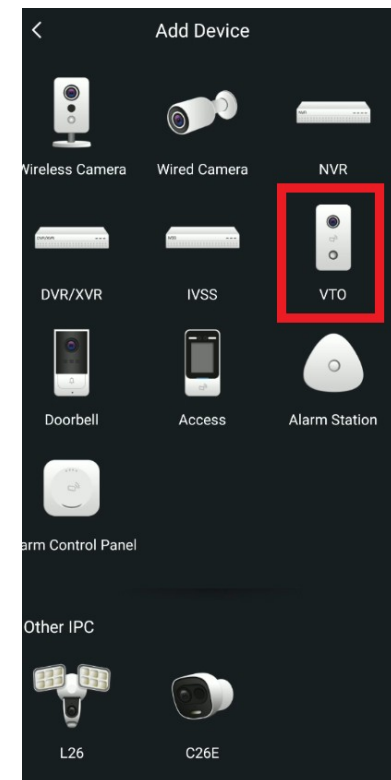 Add Device
Wireless Camera
Wired Camera
NVR
DVR/XVR
IVSS
VTO
Doorbell
Access
Alarm Station
arm Control Panel
Other IPC
L26
C26E